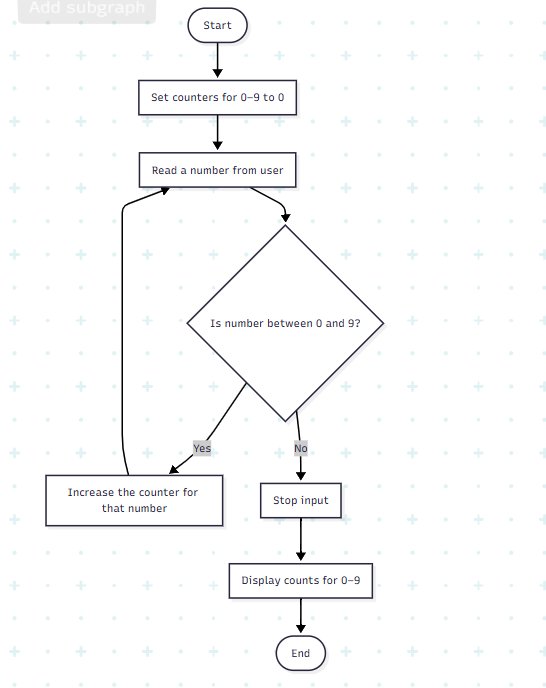 Add subgraph
Start
Set counters for 0–9 to 0
Read a number from user
Is number between 0 and 9?
Yes
No
Increase the counter for
that number
Stop input
Display counts for 0–9
End